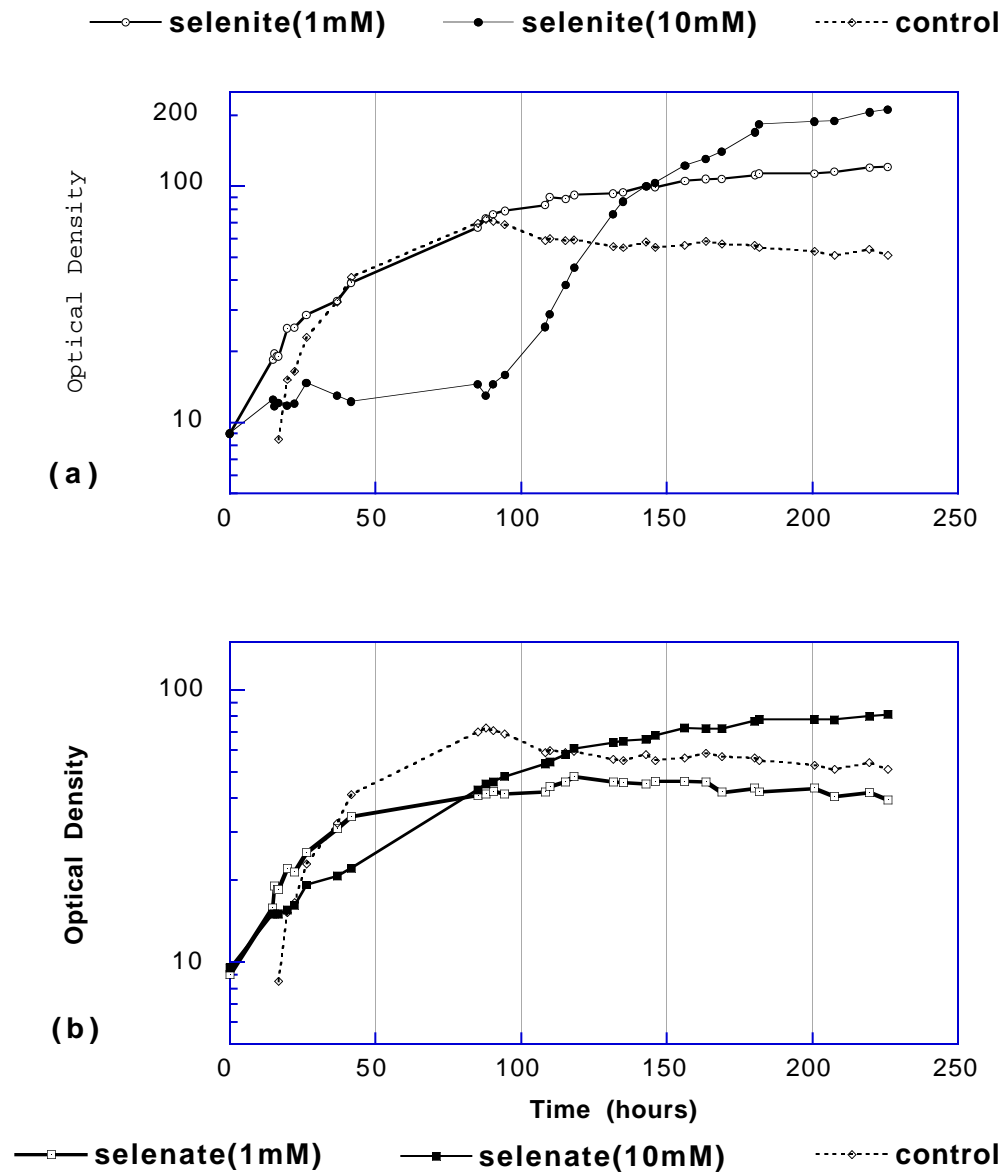 selenite(1mM) selenite(10mM) control
200
100
Optical Density
10
(a)
0 50 100 150 200 250
100
Optical Density
10
(b)
0 50 100 150 200 250
Time (hours)
selenate(1mM) selenate(10mM) control